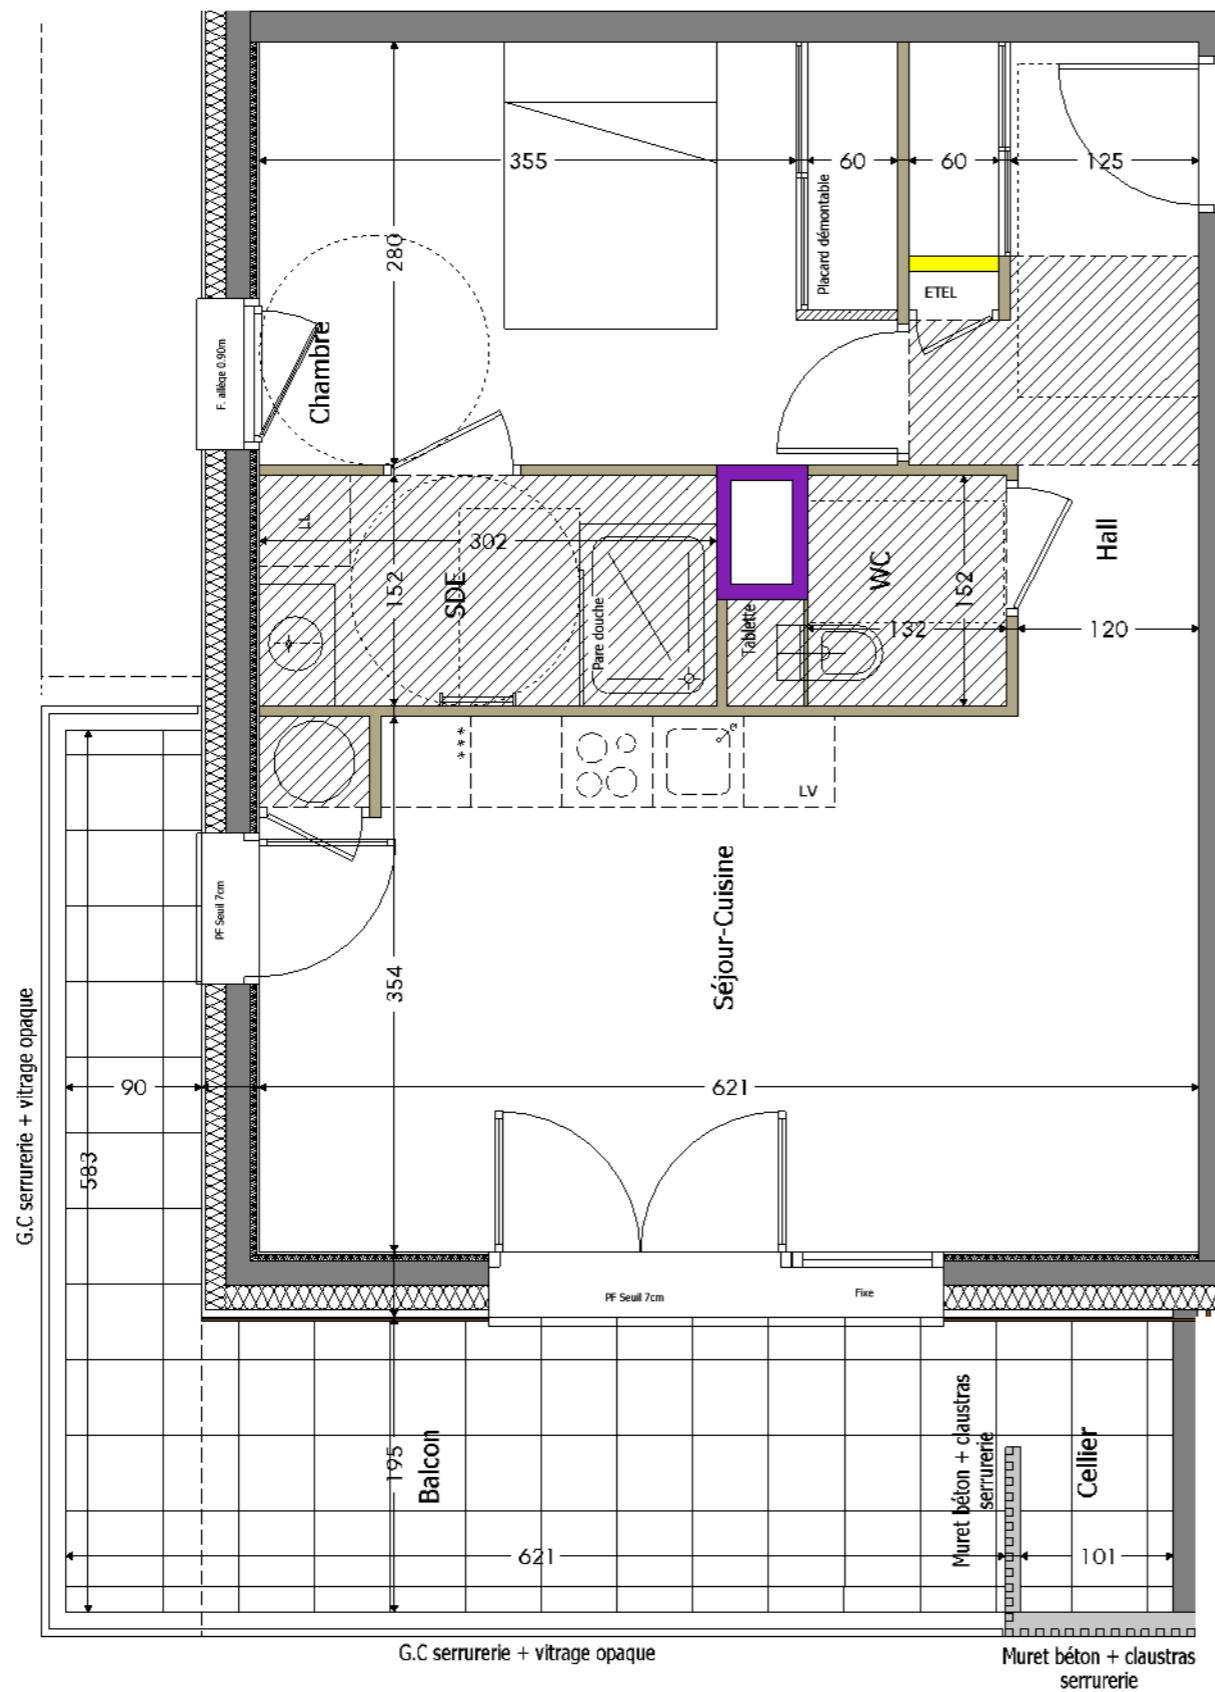 355
60
60
125
Placard démontable
280
ETEL
F. allège 0.90m
Chambre
LL
302
152
SDE
Pare douche
Tablette
WC
132
152
Hall
120
***
LV
PF Seuil 7cm
Séjour-Cuisine
354
G.C serrurerie + vitrage opaque
90
621
583
PF Seuil 7cm
Fixe
195
Balcon
Muret béton + claustras
serrurerie
Cellier
621
101
G.C serrurerie + vitrage opaque
Muret béton + claustras
serrurerie